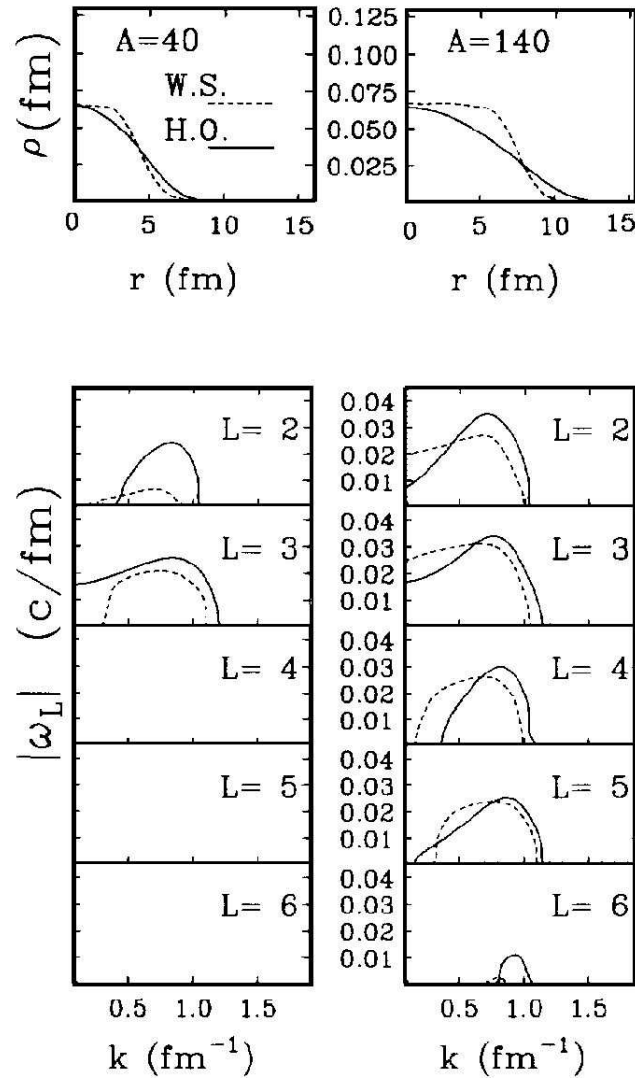 A=40
W.S.
H.O.
ρ(fm)
0 5 10 15
r (fm)
A=140
0.125
0.100
0.075
0.050
0.025
0 5 10 15
r (fm)
|ω_L| (c/fm)
L= 2
L= 3
L= 4
L= 5
L= 6
0.5 1.0 1.5
k (fm⁻¹)
0.04
0.03
0.02
0.01
L= 2
0.04
0.03
0.02
0.01
L= 3
0.04
0.03
0.02
0.01
L= 4
0.04
0.03
0.02
0.01
L= 5
0.04
0.03
0.02
0.01
L= 6
0.5 1.0 1.5
k (fm⁻¹)